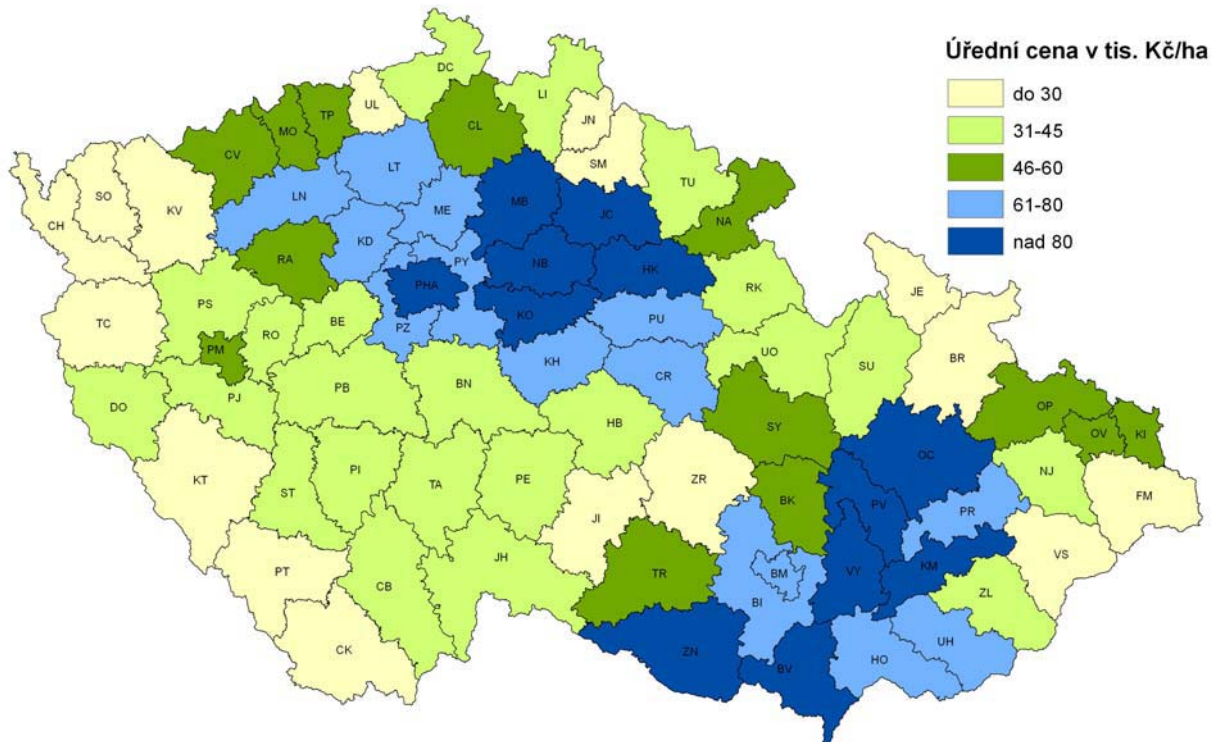 Úřední cena v tis. Kč/ha
do 30
31-45
46-60
61-80
nad 80
DC
LI
UL
JN
TP
MO
CL
CV
SM
LT
TU
SO
KV
LN
ME
MB
JC
NA
CH
KD
RA
PY
NB
HK
PHA
RK
JE
TC
PS
RO
BE
PZ
KO
PU
PM
KH
CR
UO
SU
BR
DO
PJ
PB
BN
HB
SY
OP
OV
KI
KT
ST
PI
TA
PE
ZR
BK
OC
NJ
FM
JI
PV
PR
VS
PT
CB
JH
TR
BM
BI
VY
KM
ZL
CK
ZN
BV
HO
UH